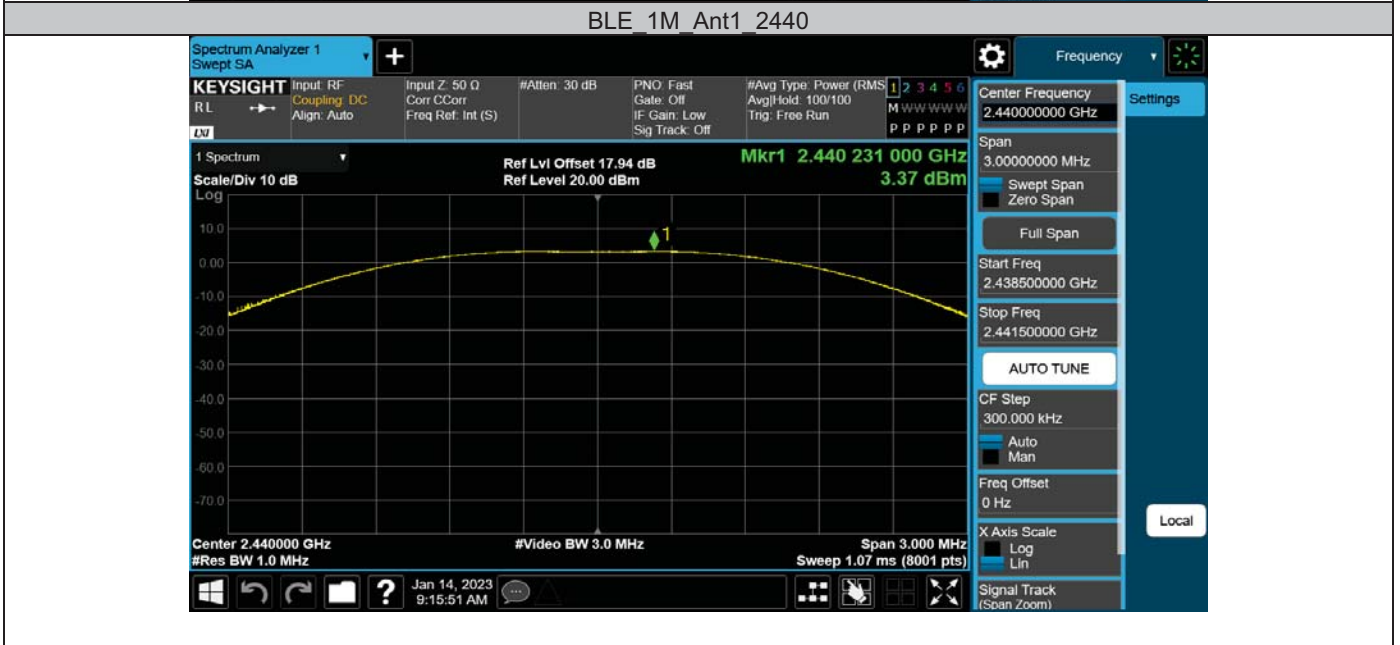 BLE_1M_Ant1_2440
Spectrum Analyzer 1
Swept SA
+
Frequency
KEYSIGHT
RL
LXI
Input: RF
Coupling: DC
Align: Auto
Input Z: 50 Ω
Corr CCorr
Freq Ref: Int (S)
#Atten: 30 dB
PNO: Fast
Gate: Off
IF Gain: Low
Sig Track: Off
#Avg Type: Power (RMS
Avg|Hold: 100/100
Trig: Free Run
1 2 3 4 5 6
M W W W W W
P P P P P P
1 Spectrum
Scale/Div 10 dB
Log
Ref Lvl Offset 17.94 dB
Ref Level 20.00 dBm
Mkr1 2.440 231 000 GHz
3.37 dBm
1
10.0
0.00
-10.0
-20.0
-30.0
-40.0
-50.0
-60.0
-70.0
Center 2.440000 GHz
#Res BW 1.0 MHz
#Video BW 3.0 MHz
Span 3.000 MHz
Sweep 1.07 ms (8001 pts)
?
Jan 14, 2023
9:15:51 AM
Center Frequency
2.440000000 GHz
Span
3.00000000 MHz
Swept Span
Zero Span
Full Span
Start Freq
2.438500000 GHz
Stop Freq
2.441500000 GHz
AUTO TUNE
CF Step
300.000 kHz
Auto
Man
Freq Offset
0 Hz
X Axis Scale
Log
Lin
Signal Track
(Span Zoom)
Settings
Local